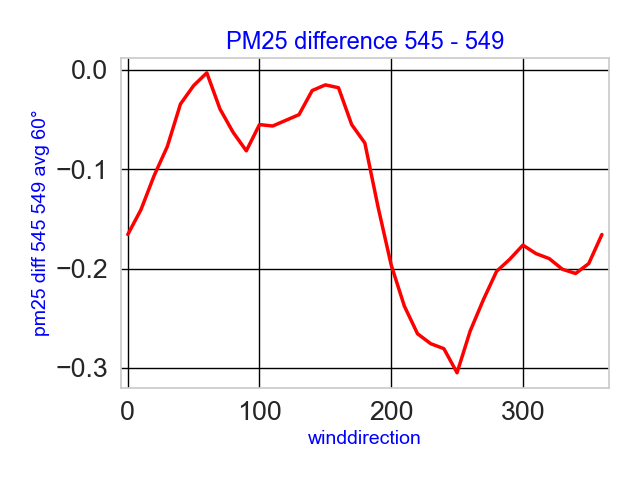 PM25 difference 545 - 549
pm25 diff 545 549 avg 60°
0.0
−0.1
−0.2
−0.3
0 100 200 300
winddirection